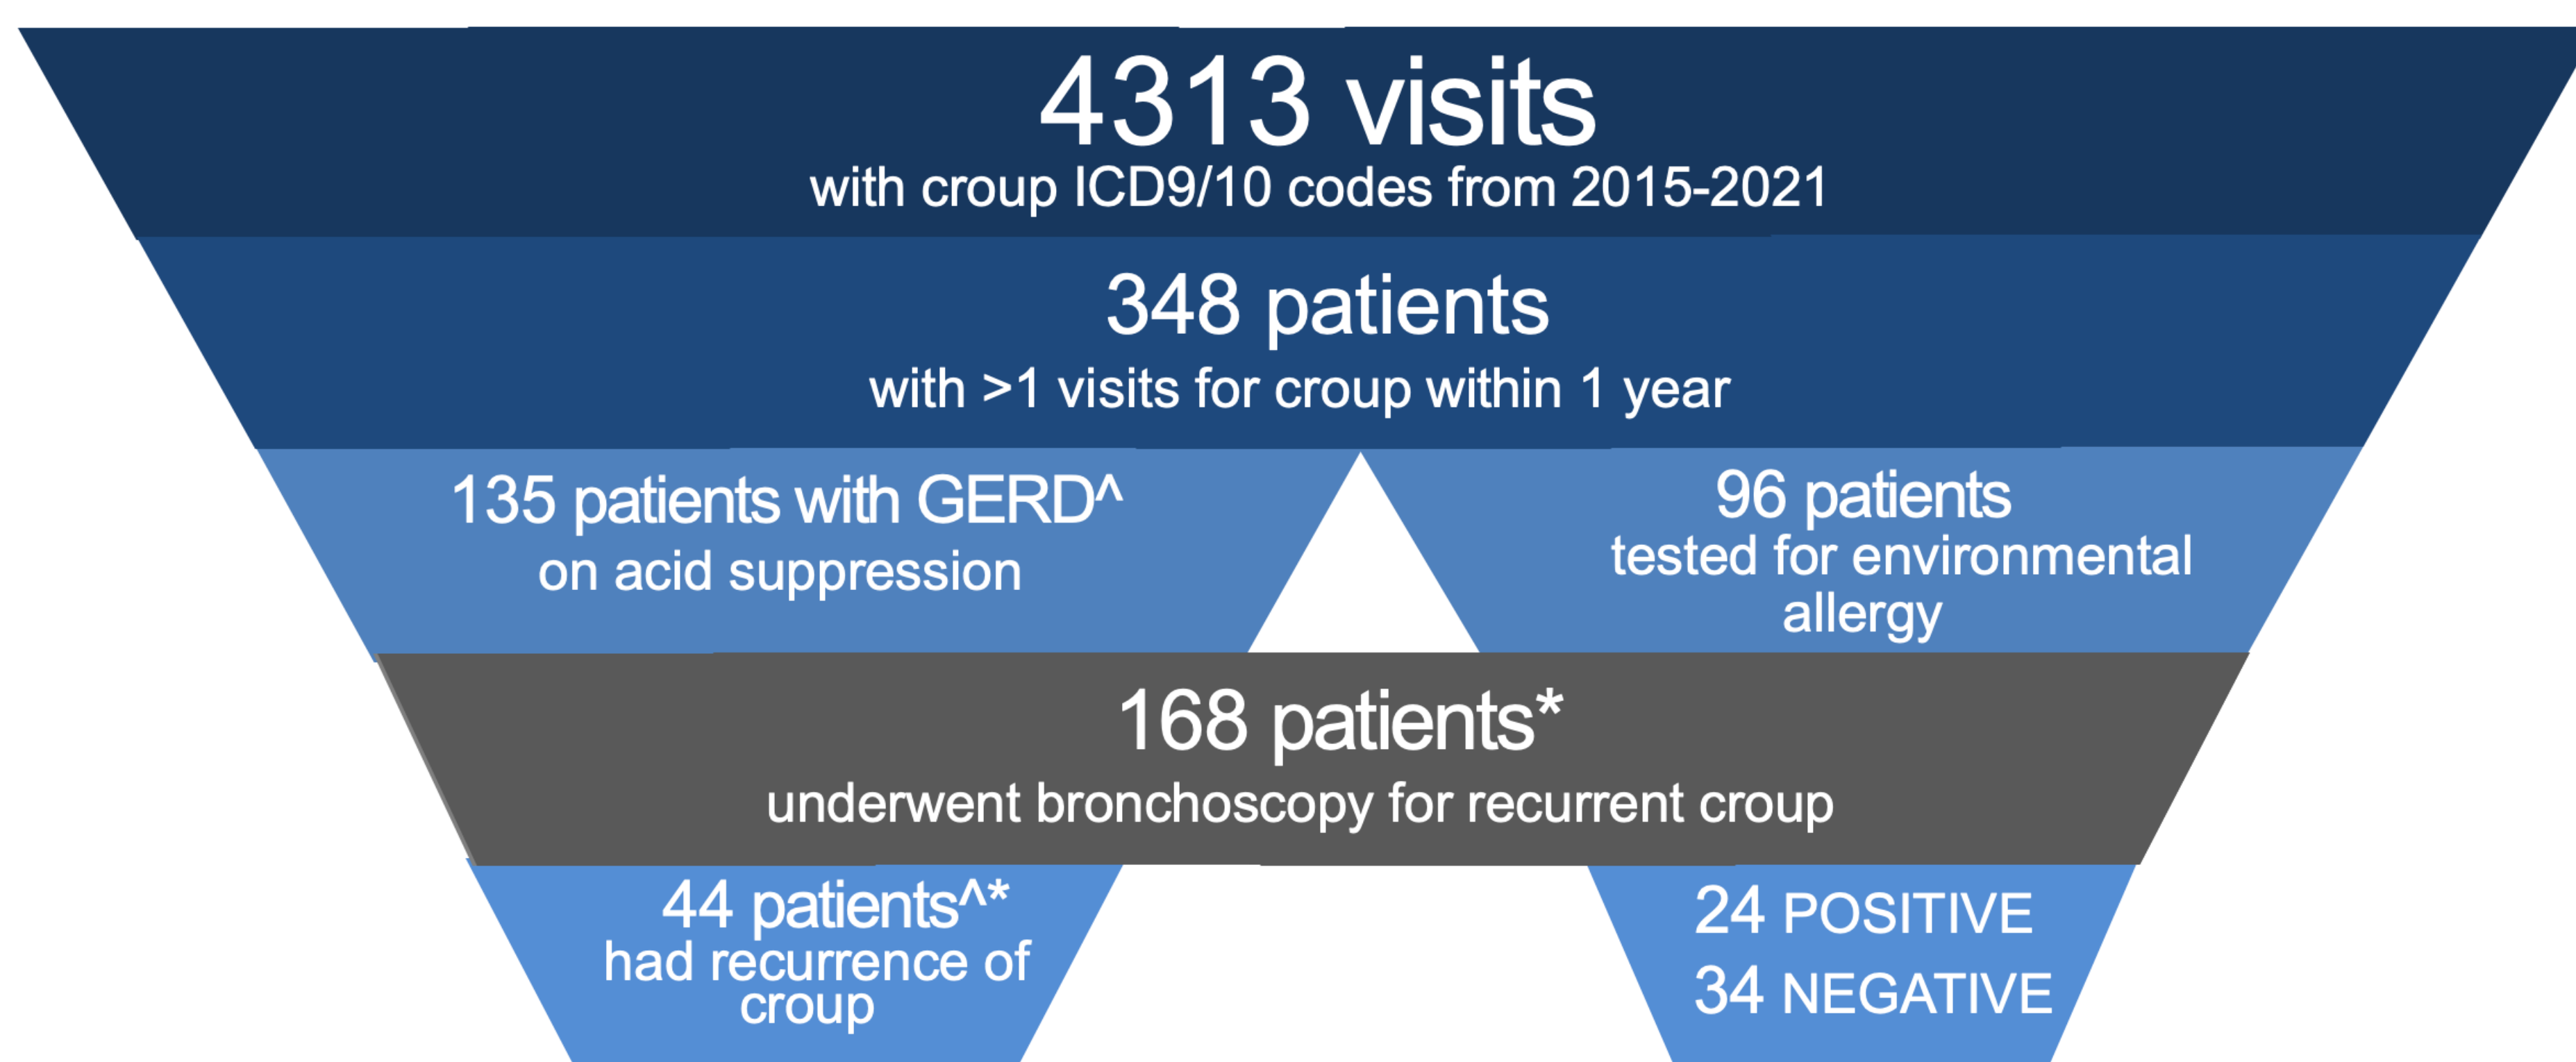 4313 visits
with croup ICD9/10 codes from 2015-2021
348 patients
with >1 visits for croup within 1 year
135 patients with GERD^
on acid suppression
96 patients
tested for environmental
allergy
168 patients*
underwent bronchoscopy for recurrent croup
44 patients^*
had recurrence of
croup
24 POSITIVE
34 NEGATIVE